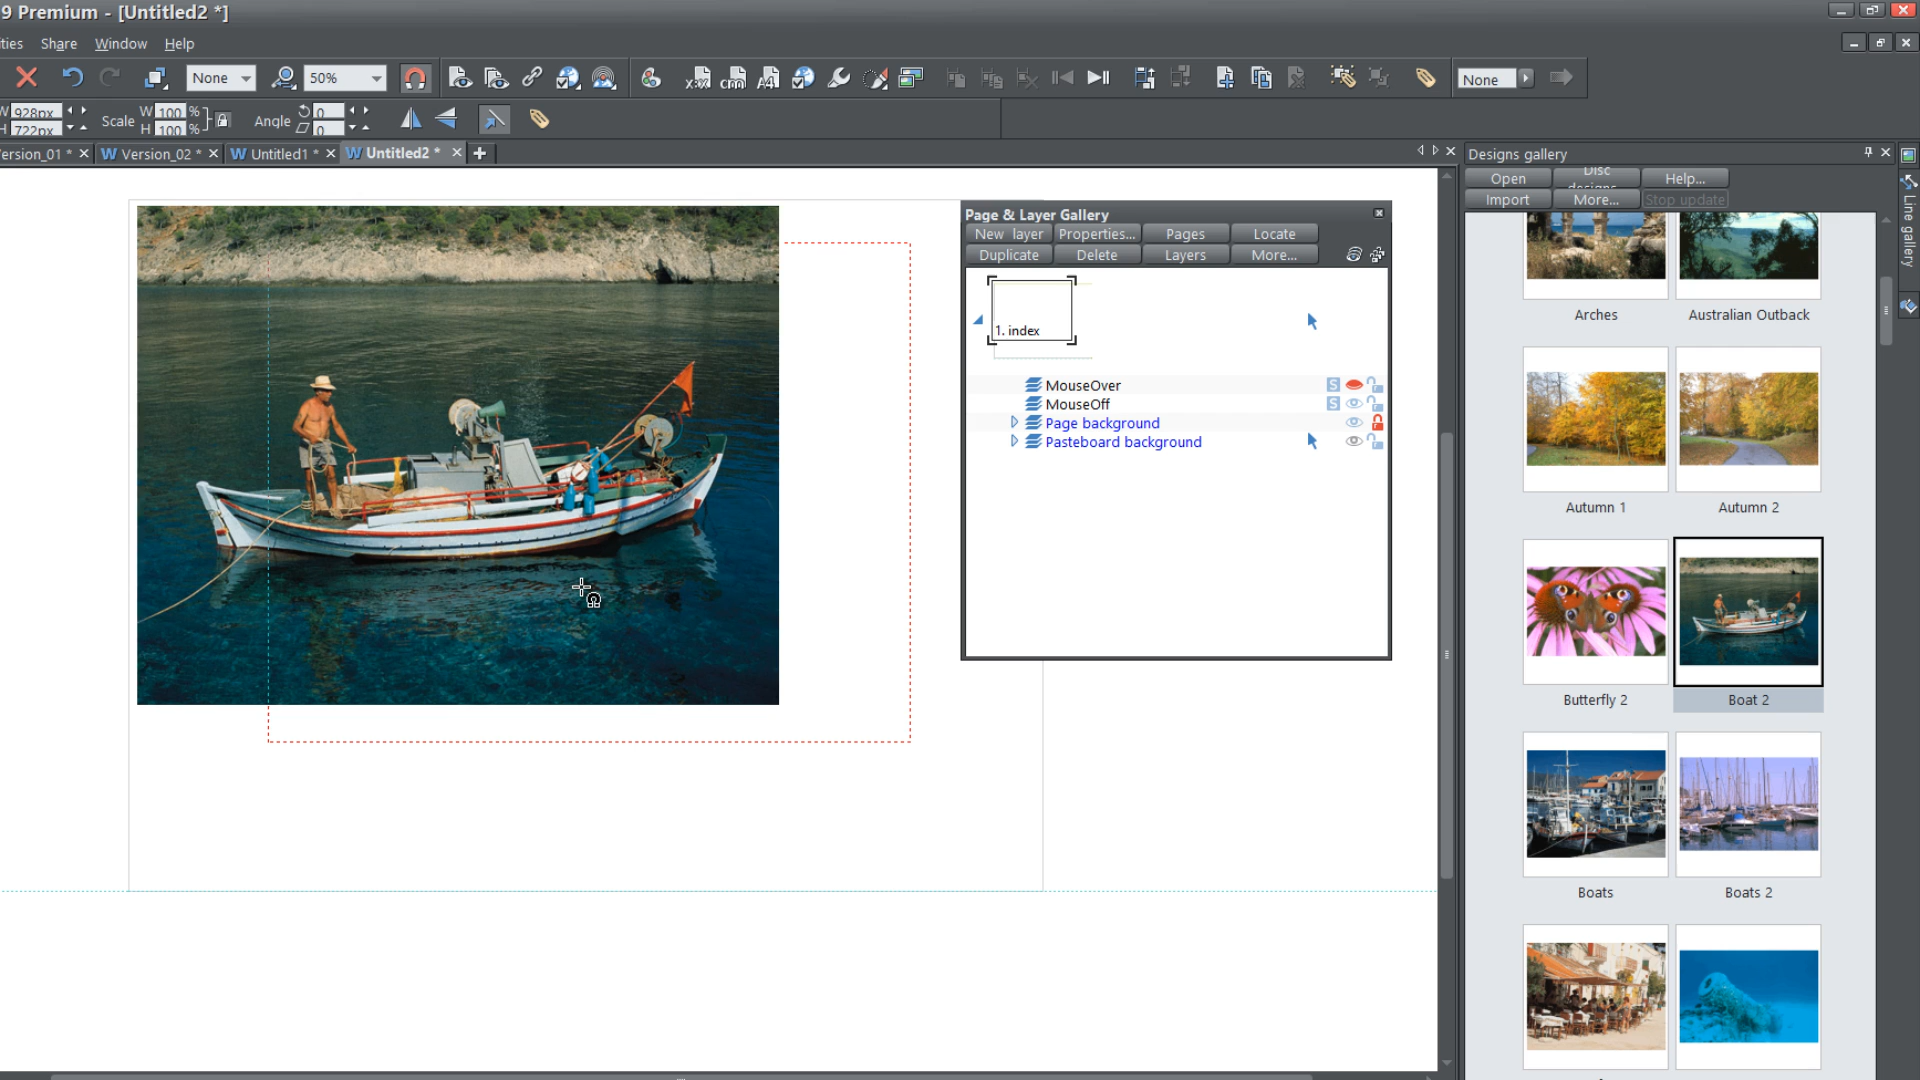 9 Premium - [Untitled2 *]
ties Share Window Help
None 50% None
W 928px Scale W 100 % Angle 0
H 722px H 100 % 0
ersion_01 * Version_02 * Untitled1 * Untitled2 *
Designs gallery
Open Disc designs... Help...
Import More... Stop update
Line gallery
Page & Layer Gallery
New layer Properties... Pages Locate
Duplicate Delete Layers More...
1. index
MouseOver S
MouseOff S
Page background
Pasteboard background
Arches Australian Outback
Autumn 1 Autumn 2
Butterfly 2 Boat 2
Boats Boats 2